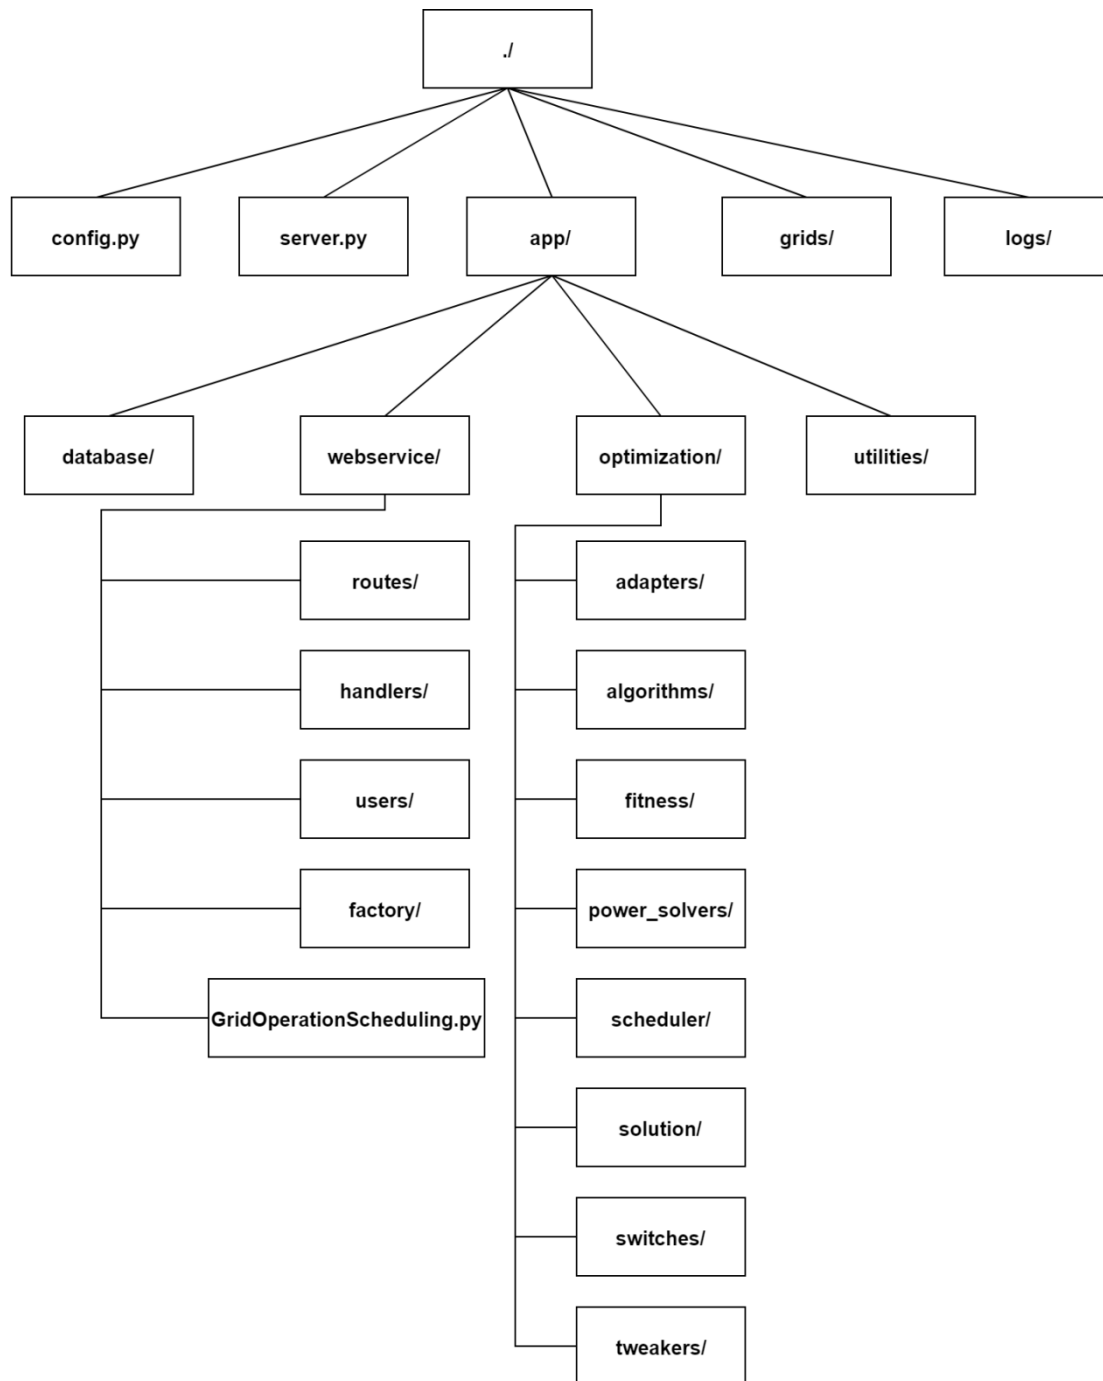 ./
config.py
server.py
app/
grids/
logs/
database/
webservice/
optimization/
utilities/
routes/
adapters/
handlers/
algorithms/
users/
fitness/
factory/
power_solvers/
GridOperationScheduling.py
scheduler/
solution/
switches/
tweakers/